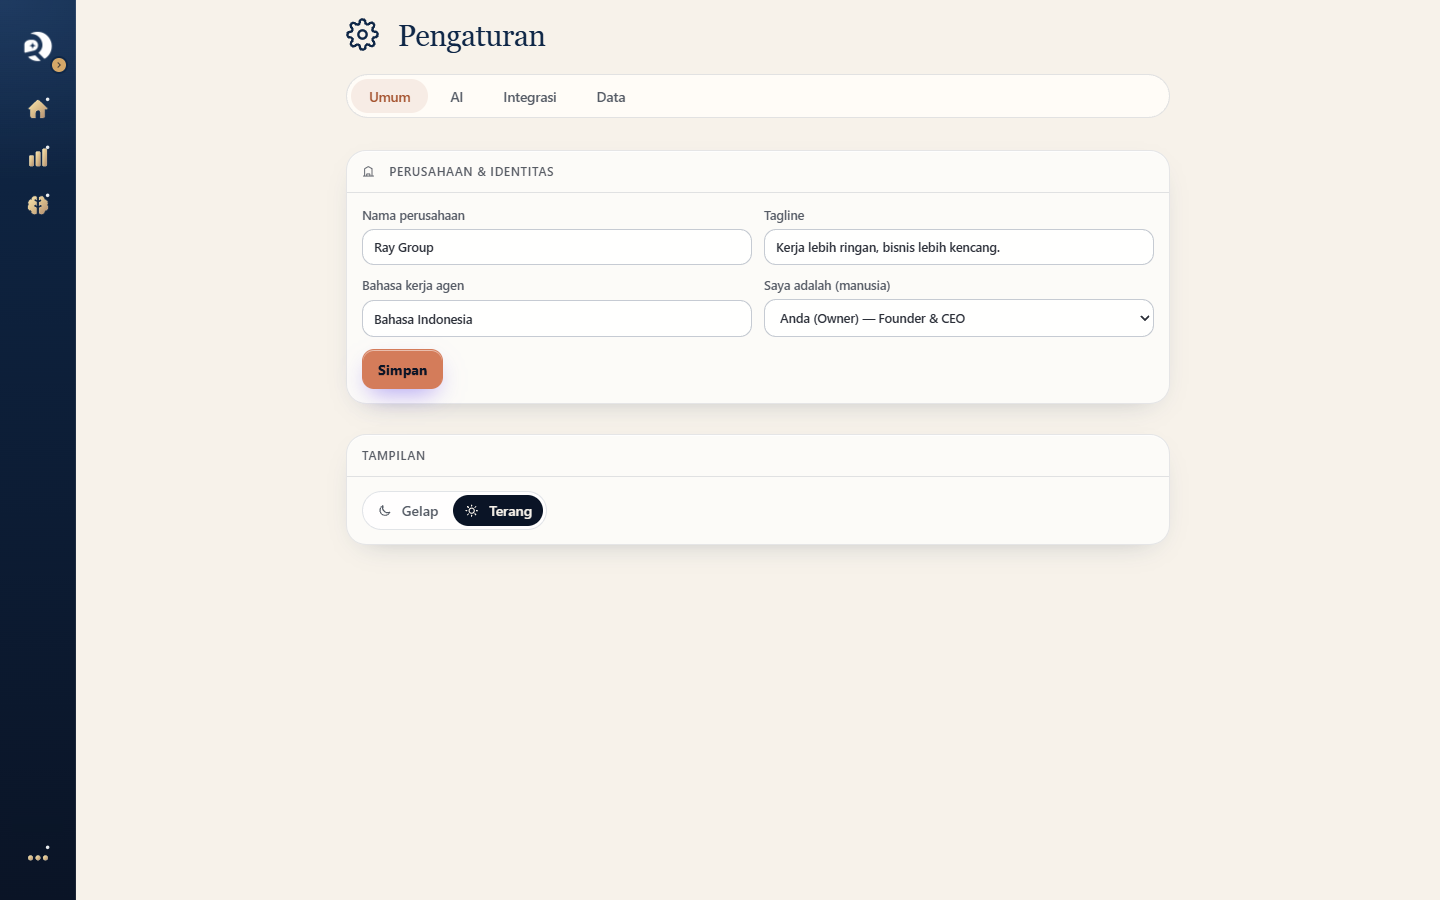 Pengaturan
Umum AI Integrasi Data
PERUSAHAAN & IDENTITAS
Nama perusahaan Tagline
Ray Group Kerja lebih ringan, bisnis lebih kencang.
Bahasa kerja agen Saya adalah (manusia)
Bahasa Indonesia Anda (Owner) — Founder & CEO
Simpan
TAMPILAN
Gelap Terang